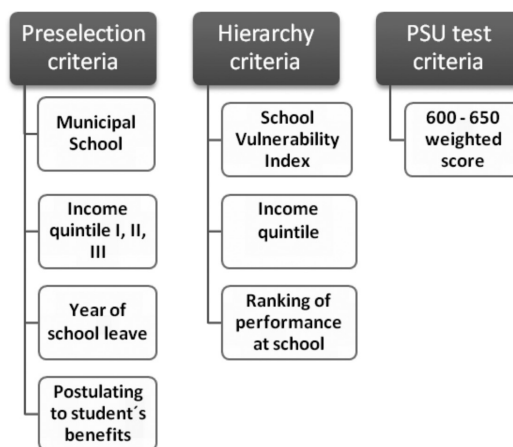 Preselection
criteria
Municipal
School
Income
quintile I, II,
III
Year of
school leave
Postulating
to student´s
benefits
Hierarchy
criteria
School
Vulnerability
Index
Income
quintile
Ranking of
performance
at school
PSU test
criteria
600 - 650
weighted
score